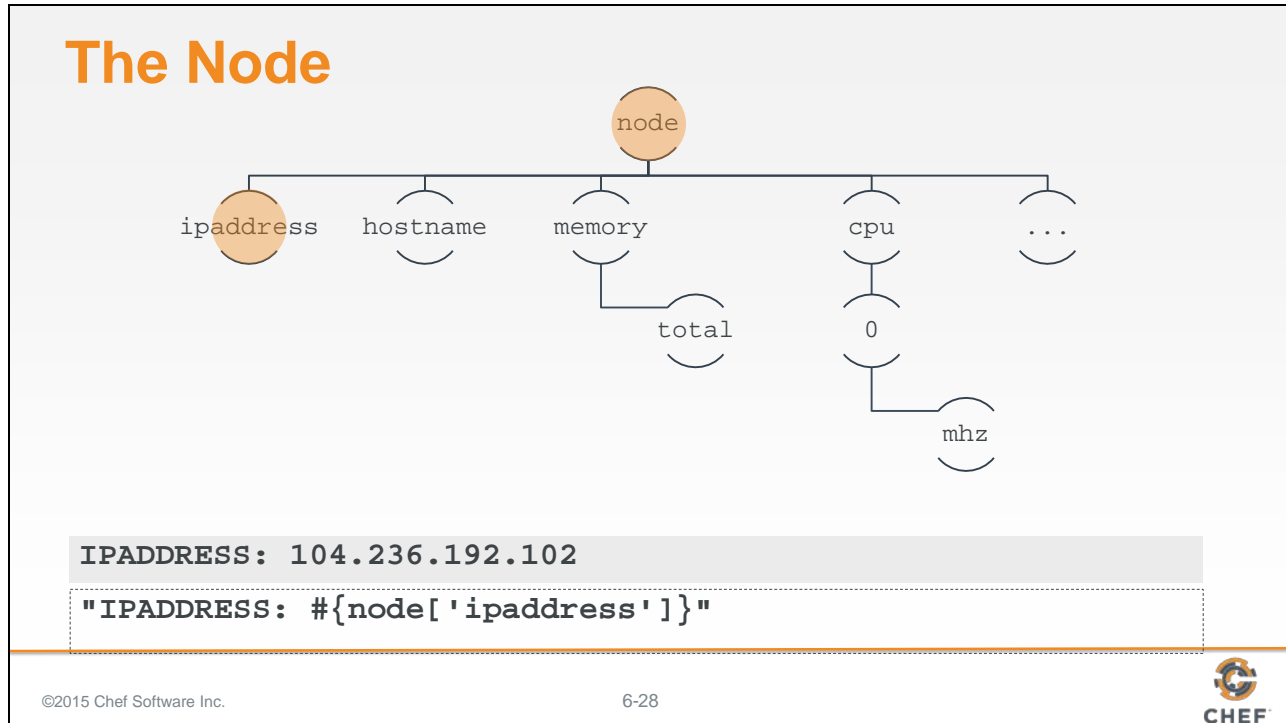 The Node
node
ipaddress hostname memory cpu ...
total 0
mhz
IPADDRESS: 104.236.192.102
"IPADDRESS: #{node['ipaddress']}"
©2015 Chef Software Inc. 6-28
CHEF